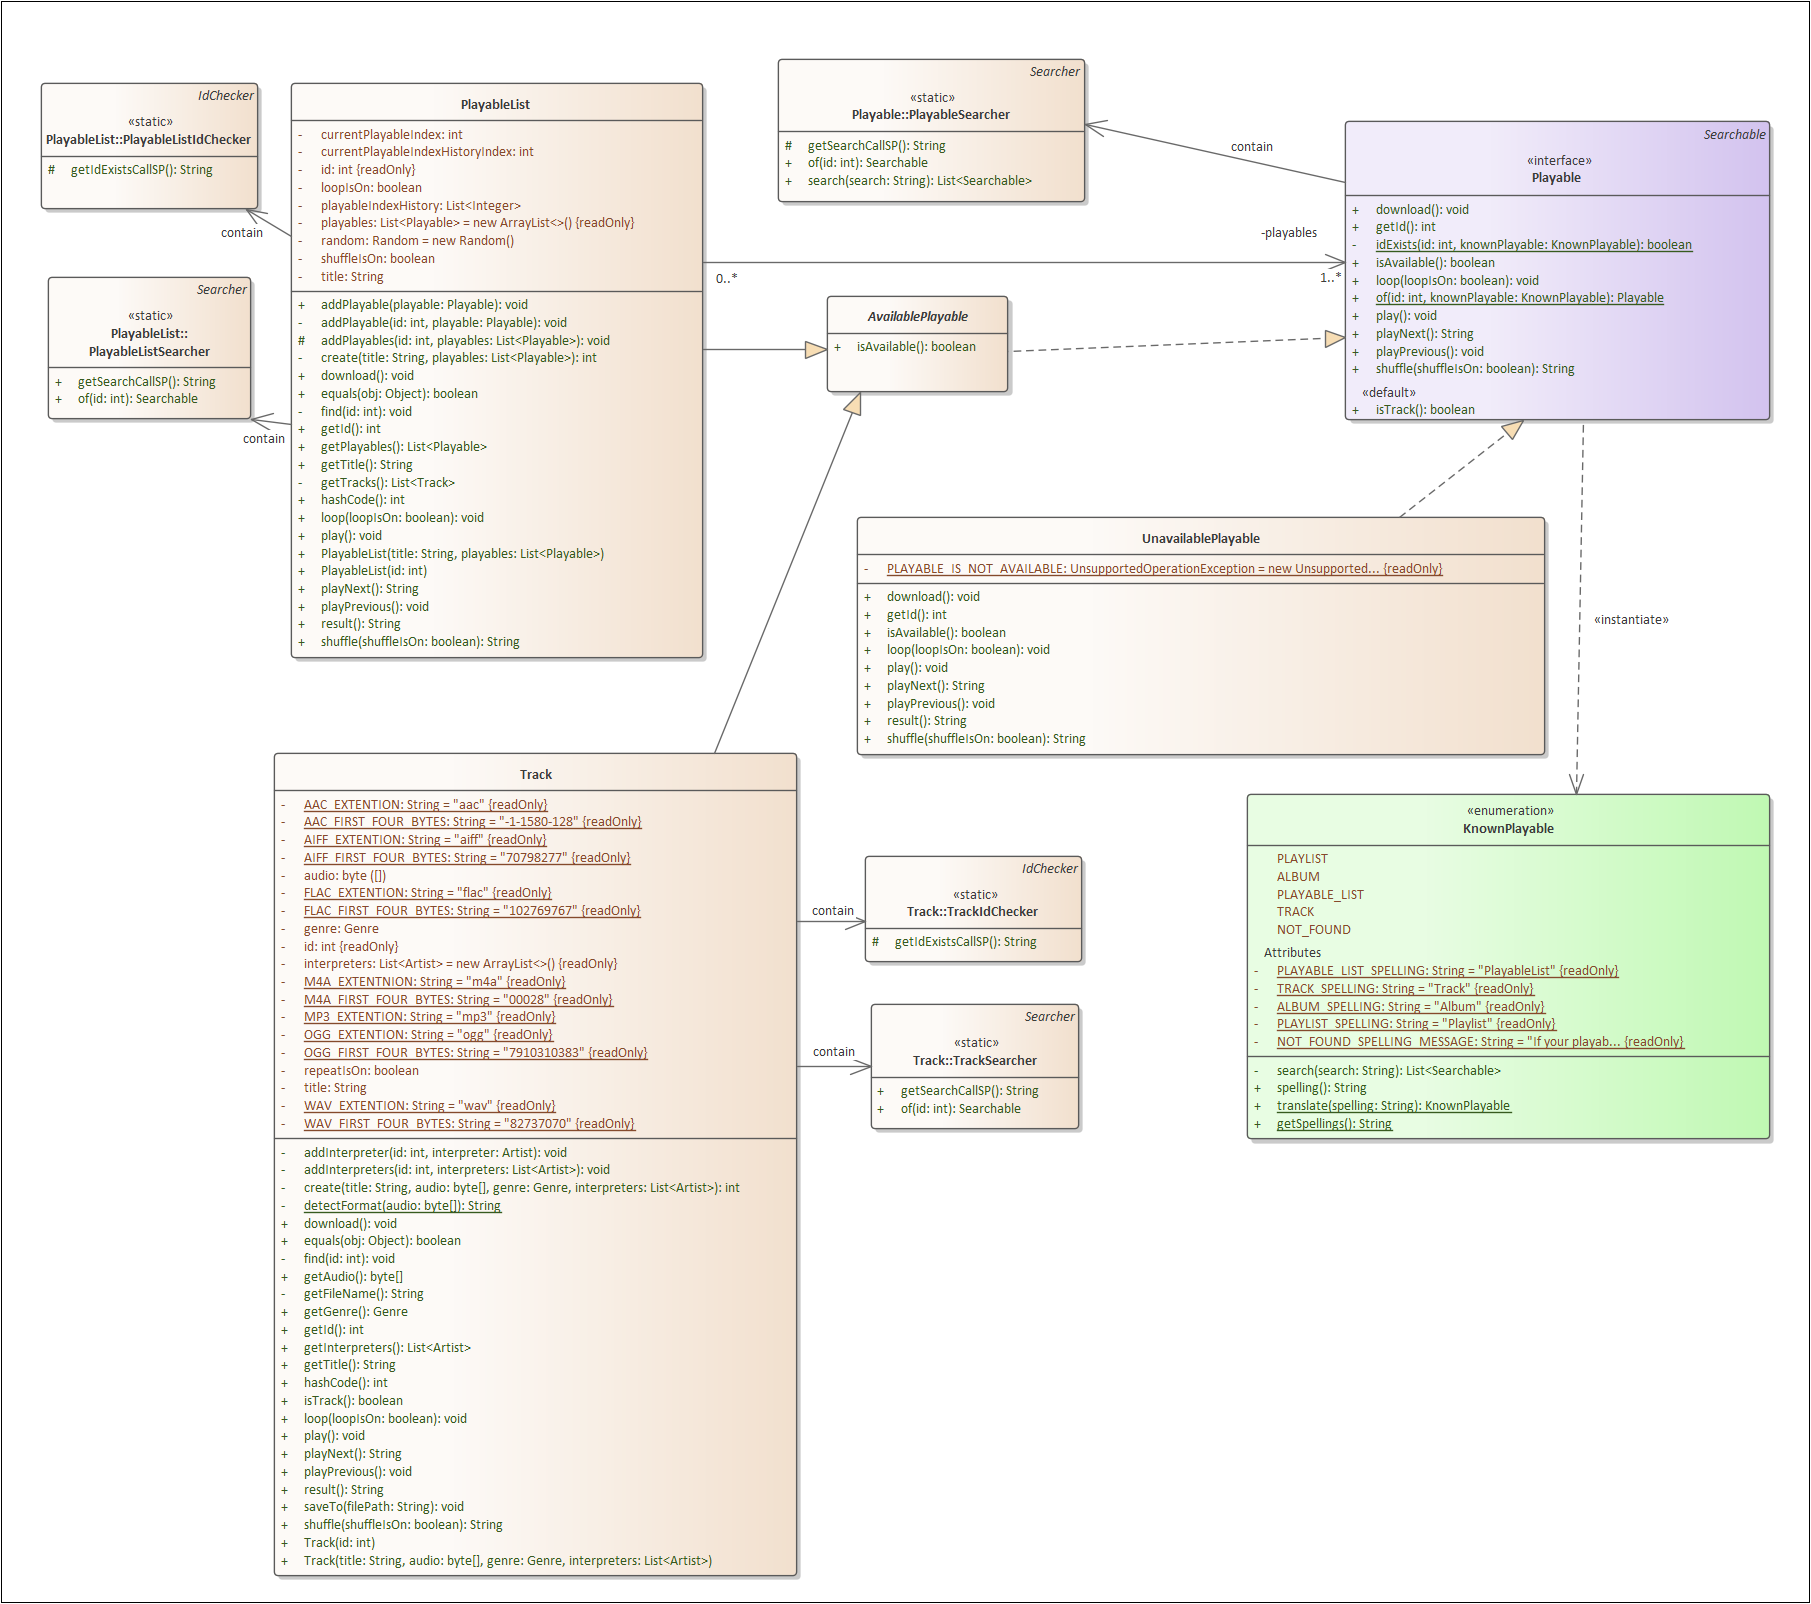 IdChecker
«static»
PlayableList::PlayableListIdChecker
# getIdExistsCallSP(): String
contain
Searcher
«static»
PlayableList::
PlayableListSearcher
+ getSearchCallSP(): String
+ of(id: int): Searchable
contain
PlayableList
- currentPlayableIndex: int
- currentPlayableIndexHistoryIndex: int
- id: int {readOnly}
- loopIsOn: boolean
- playableIndexHistory: List<Integer>
- playables: List<Playable> = new ArrayList<>() {readOnly}
- random: Random = new Random()
- shuffleIsOn: boolean
- title: String
+ addPlayable(playable: Playable): void
- addPlayable(id: int, playable: Playable): void
# addPlayables(id: int, playables: List<Playable>): void
- create(title: String, playables: List<Playable>): int
+ download(): void
+ equals(obj: Object): boolean
- find(id: int): void
+ getId(): int
+ getPlayables(): List<Playable>
+ getTitle(): String
- getTracks(): List<Track>
+ hashCode(): int
+ loop(loopIsOn: boolean): void
+ play(): void
+ PlayableList(title: String, playables: List<Playable>)
+ PlayableList(id: int)
+ playNext(): String
+ playPrevious(): void
+ result(): String
+ shuffle(shuffleIsOn: boolean): String
Searcher
«static»
Playable::PlayableSearcher
# getSearchCallSP(): String
+ of(id: int): Searchable
+ search(search: String): List<Searchable>
contain
-playables
0..*
1..*
Searchable
«interface»
Playable
+ download(): void
+ getId(): int
- idExists(id: int, knownPlayable: KnownPlayable): boolean
+ isAvailable(): boolean
+ loop(loopIsOn: boolean): void
+ of(id: int, knownPlayable: KnownPlayable): Playable
+ play(): void
+ playNext(): String
+ playPrevious(): void
+ shuffle(shuffleIsOn: boolean): String
«default»
+ isTrack(): boolean
AvailablePlayable
+ isAvailable(): boolean
UnavailablePlayable
- PLAYABLE_IS_NOT_AVAILABLE: UnsupportedOperationException = new Unsupported... {readOnly}
+ download(): void
+ getId(): int
+ isAvailable(): boolean
+ loop(loopIsOn: boolean): void
+ play(): void
+ playNext(): String
+ playPrevious(): void
+ result(): String
+ shuffle(shuffleIsOn: boolean): String
«instantiate»
Track
- AAC_EXTENTION: String = "aac" {readOnly}
- AAC_FIRST_FOUR_BYTES: String = "-1-1580-128" {readOnly}
- AIFF_EXTENTION: String = "aiff" {readOnly}
- AIFF_FIRST_FOUR_BYTES: String = "70798277" {readOnly}
- audio: byte ([])
- FLAC_EXTENTION: String = "flac" {readOnly}
- FLAC_FIRST_FOUR_BYTES: String = "102769767" {readOnly}
- genre: Genre
- id: int {readOnly}
- interpreters: List<Artist> = new ArrayList<>() {readOnly}
- M4A_EXTENTNION: String = "m4a" {readOnly}
- M4A_FIRST_FOUR_BYTES: String = "00028" {readOnly}
- MP3_EXTENTION: String = "mp3" {readOnly}
- OGG_EXTENTION: String = "ogg" {readOnly}
- OGG_FIRST_FOUR_BYTES: String = "7910310383" {readOnly}
- repeatIsOn: boolean
- title: String
- WAV_EXTENTION: String = "wav" {readOnly}
- WAV_FIRST_FOUR_BYTES: String = "82737070" {readOnly}
- addInterpreter(id: int, interpreter: Artist): void
- addInterpreters(id: int, interpreters: List<Artist>): void
- create(title: String, audio: byte[], genre: Genre, interpreters: List<Artist>): int
- detectFormat(audio: byte[]): String
+ download(): void
+ equals(obj: Object): boolean
- find(id: int): void
+ getAudio(): byte[]
- getFileName(): String
+ getGenre(): Genre
+ getId(): int
+ getInterpreters(): List<Artist>
+ getTitle(): String
+ hashCode(): int
+ isTrack(): boolean
+ loop(loopIsOn: boolean): void
+ play(): void
+ playNext(): String
+ playPrevious(): void
+ result(): String
+ saveTo(filePath: String): void
+ shuffle(shuffleIsOn: boolean): String
+ Track(id: int)
+ Track(title: String, audio: byte[], genre: Genre, interpreters: List<Artist>)
contain
IdChecker
«static»
Track::TrackIdChecker
# getIdExistsCallSP(): String
contain
Searcher
«static»
Track::TrackSearcher
+ getSearchCallSP(): String
+ of(id: int): Searchable
«enumeration»
KnownPlayable
PLAYLIST
ALBUM
PLAYABLE_LIST
TRACK
NOT_FOUND
Attributes
- PLAYABLE_LIST_SPELLING: String = "PlayableList" {readOnly}
- TRACK_SPELLING: String = "Track" {readOnly}
- ALBUM_SPELLING: String = "Album" {readOnly}
- PLAYLIST_SPELLING: String = "Playlist" {readOnly}
- NOT_FOUND_SPELLING_MESSAGE: String = "If your playab... {readOnly}
- search(search: String): List<Searchable>
+ spelling(): String
+ translate(spelling: String): KnownPlayable
+ getSpellings(): String